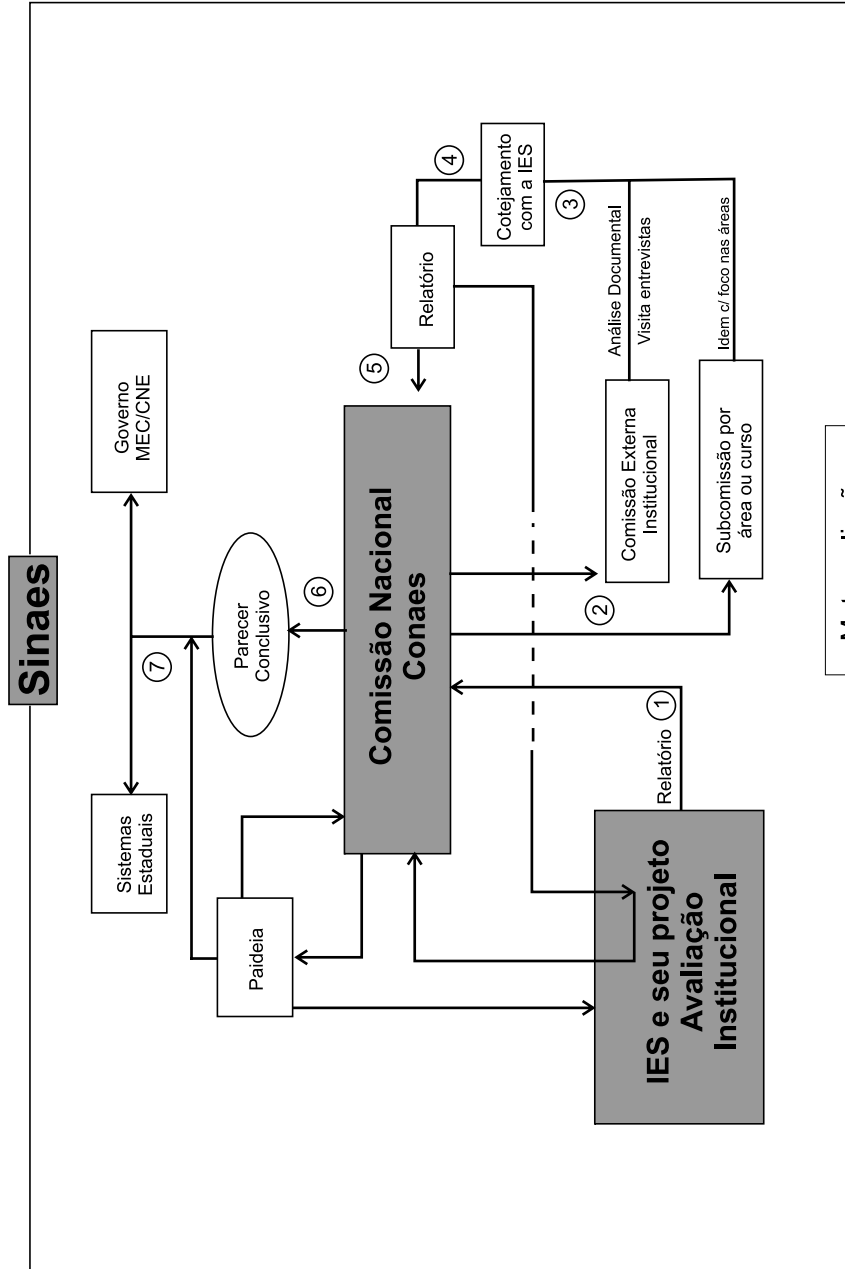 Sinaes
Sistemas
Estaduais
Governo
MEC/CNE
7
Paideia
Parecer
Conclusivo
6
Comissão Nacional
Conaes
5
Relatório
4
Cotejamento
com a IES
3
Relatório
1
2
IES e seu projeto
Avaliação
Institucional
Comissão Externa
Institucional
Análise Documental
Visita entrevistas
Subcomissão por
área ou curso
Idem c/ foco nas áreas